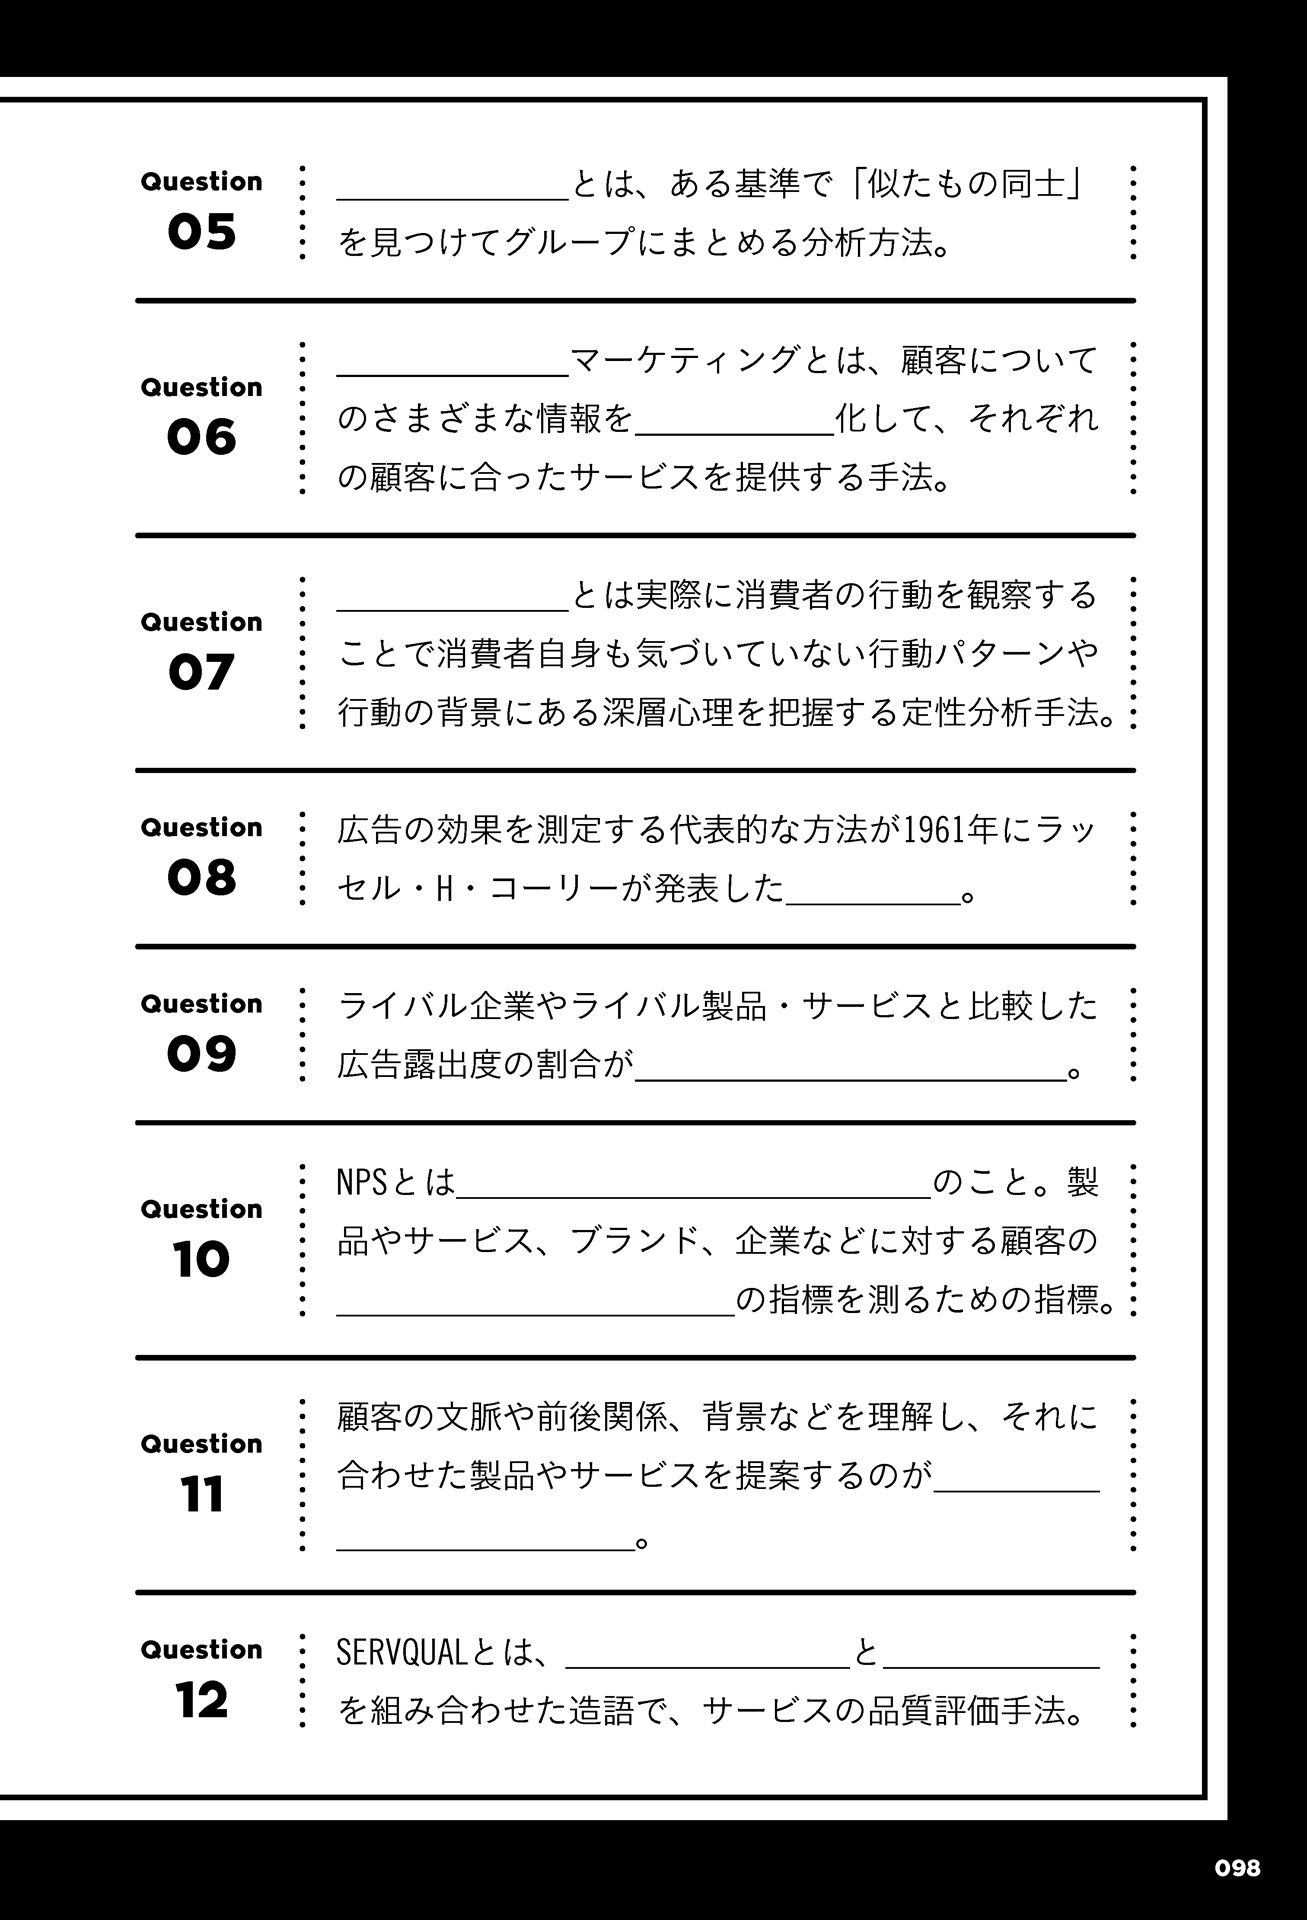 Question
05
____________とは、ある基準で「似たもの同士」
を見つけてグループにまとめる分析方法。
Question
06
____________マーケティングとは、顧客について
のさまざまな情報を__________化して、それぞれ
の顧客に合ったサービスを提供する手法。
Question
07
____________とは実際に消費者の行動を観察する
ことで消費者自身も気づいていない行動パターンや
行動の背景にある深層心理を把握する定性分析手法。
Question
08
広告の効果を測定する代表的な方法が1961年にラッ
セル・H・コーリーが発表した_________。
Question
09
ライバル企業やライバル製品・サービスと比較した
広告露出度の割合が______________________。
Question
10
NPSとは________________________のこと。製
品やサービス、ブランド、企業などに対する顧客の
____________________の指標を測るための指標。
Question
11
顧客の文脈や前後関係、背景などを理解し、それに
合わせた製品やサービスを提案するのが________
_______________。
Question
12
SERVQUALとは、______________と___________
を組み合わせた造語で、サービスの品質評価手法。
098